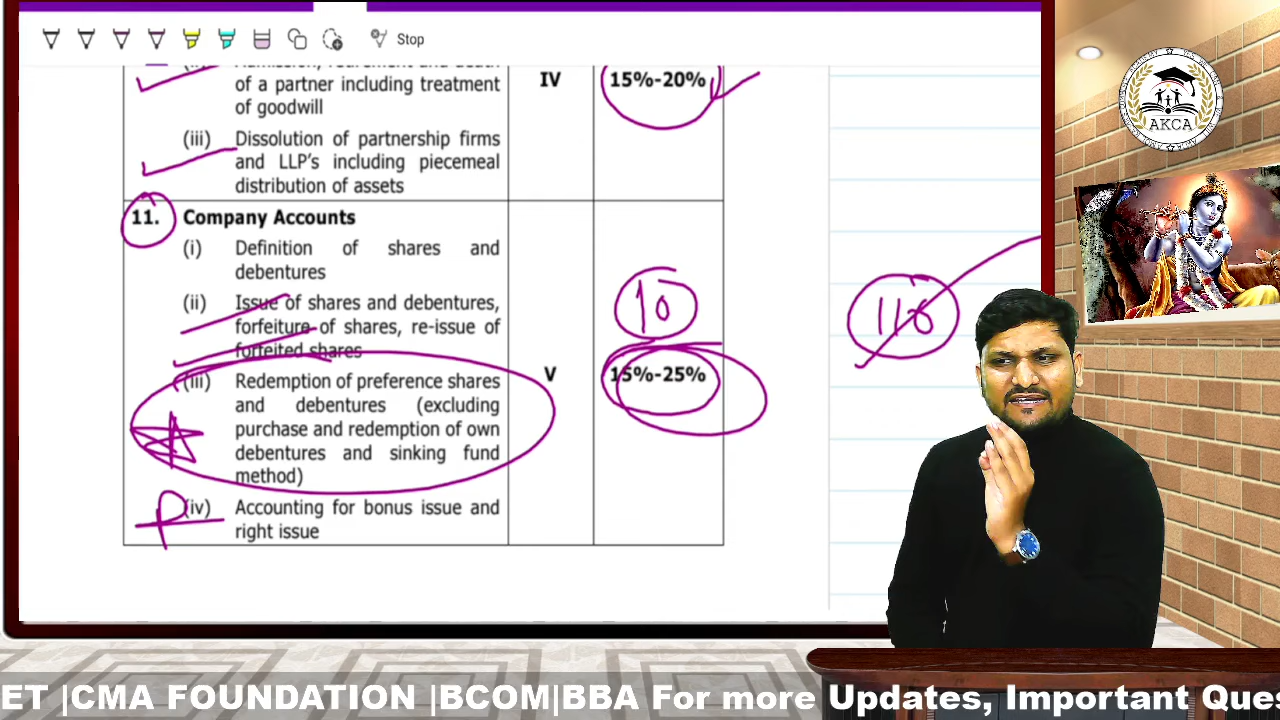 Stop
of a partner including treatment
of goodwill
IV
15%-20%
(iii) Dissolution of partnership firms
and LLP's including piecemeal
distribution of assets
11. Company Accounts
(i) Definition of shares and
debentures
(ii) Issue of shares and debentures,
forfeiture of shares, re-issue of
forfeited shares
(iii) Redemption of preference shares
and debentures (excluding
purchase and redemption of own
debentures and sinking fund
method)
(iv) Accounting for bonus issue and
right issue
V
10
15%-25%
AKCA
ET |CMA FOUNDATION |BCOM|BBA For more Updates, Important Ques